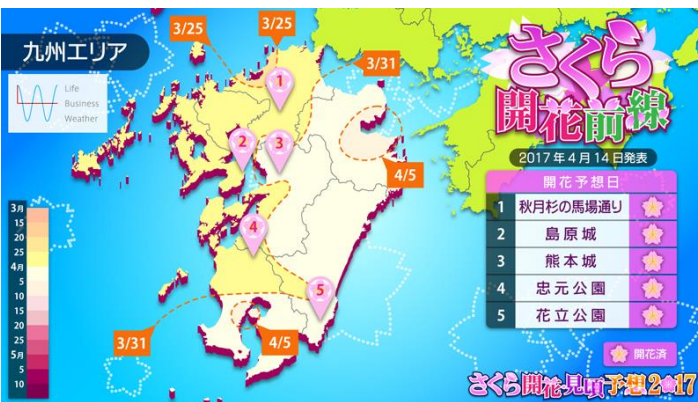 九州エリア
Life
Business
Weather
3/25
3/25
3/31
4/5
3/31
4/5
1
2
3
4
5
3月
15
20
25
4月
5
10
15
20
25
5月
5
10
さくら
開花前線
2017年4月14日発表
開花予想日
1 秋月杉の馬場通り
2 島原城
3 熊本城
4 忠元公園
5 花立公園
開花済
さくら開花・見頃予想2017